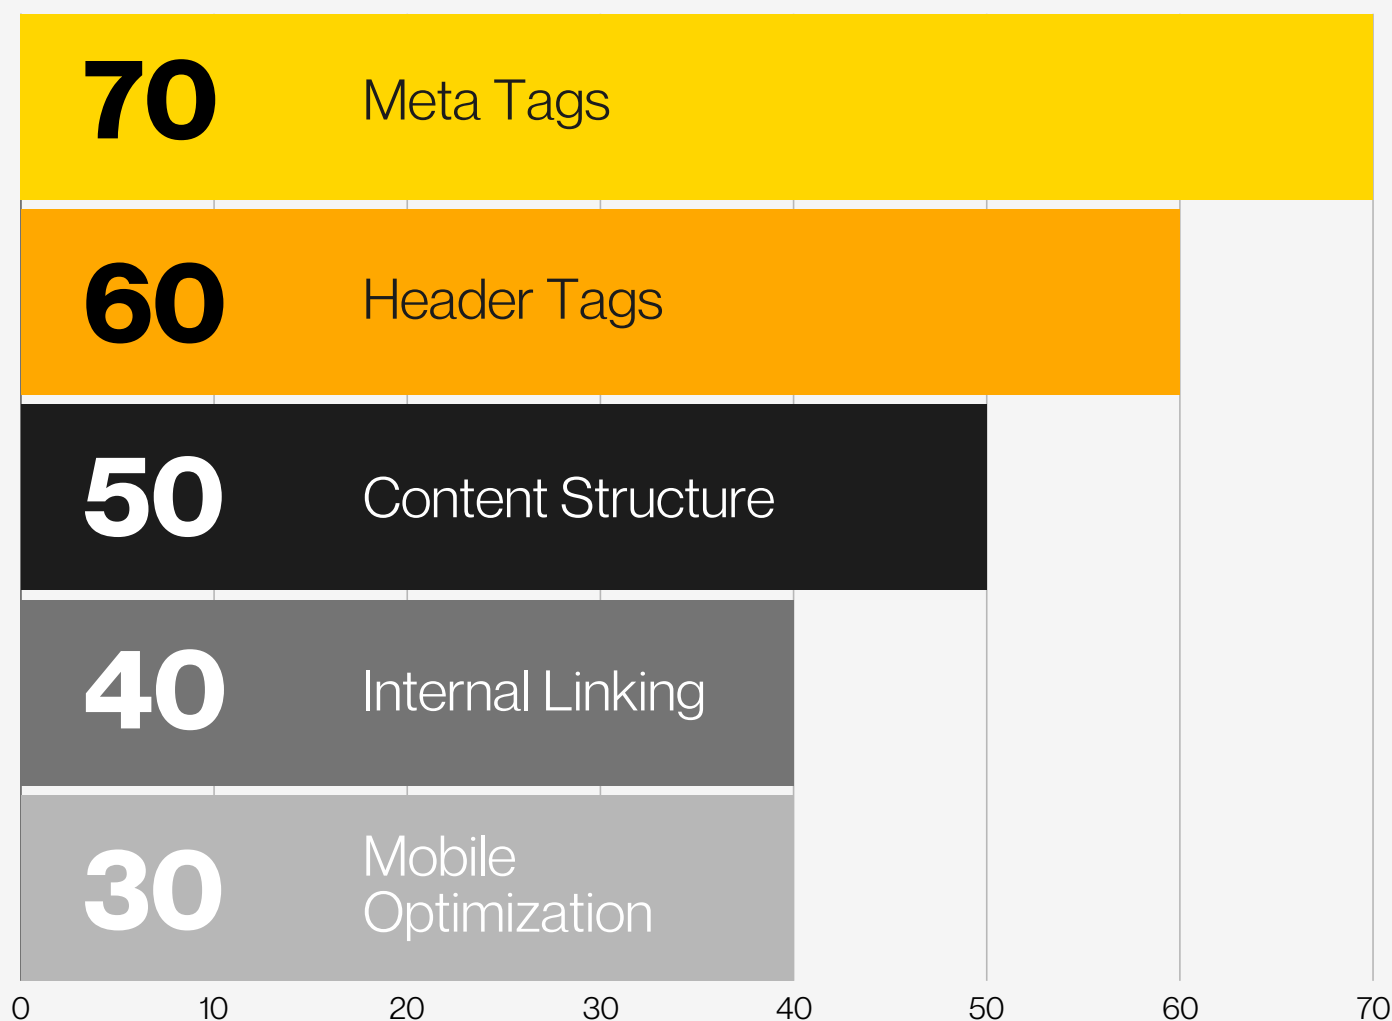 70 Meta Tags
60 Header Tags
50 Content Structure
40 Internal Linking
30 Mobile
Optimization
0 10 20 30 40 50 60 70